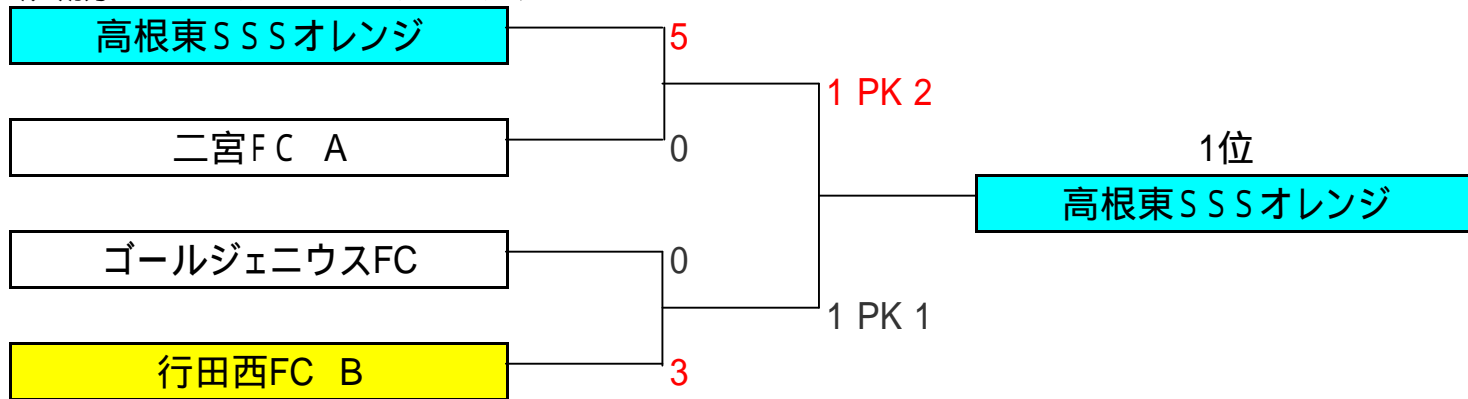 高根東ＳＳＳオレンジ
5
1 PK 2
二宮ＦＣ　A
0
1位
高根東ＳＳＳオレンジ
ゴールジェニウスFC
0
1 PK 1
行田西FC　B
3